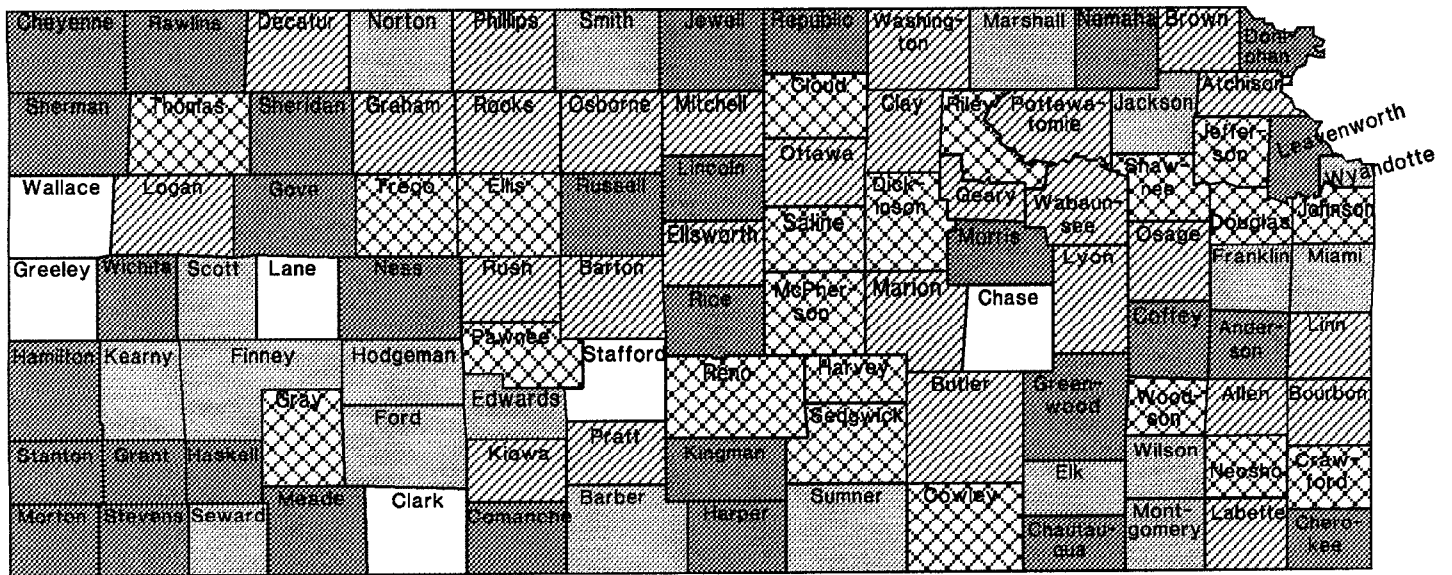 Cheyenne
Rawlins
Decatur
Norton
Phillips
Smith
Jewell
Republic
Washing-
ton
Marshall
Nemaha
Brown
Doni-
phan
Sherman
Thomas
Sheridan
Graham
Rooks
Osborne
Mitchell
Cloud
Clay
Riley
Pottawa-
tomie
Jackson
Atchison
Jeffer-
son
Leavenworth
Wyandotte
Wallace
Logan
Gove
Trego
Ellis
Russell
Lincoln
Ottawa
Dick-
inson
Geary
Wabaun-
see
Shaw-
nee
Douglas
Johnson
Ellsworth
Saline
Morris
Osage
Greeley
Wichita
Scott
Lane
Ness
Rush
Barton
Rice
McPher-
son
Marion
Chase
Lyon
Franklin
Miami
Coffey
Ander-
son
Linn
Hamilton
Kearny
Finney
Hodgeman
Pawnee
Stafford
Reno
Harvey
Butler
Green-
wood
Wood-
son
Allen
Bourbon
Gray
Ford
Edwards
Sedgwick
Stanton
Grant
Haskell
Kiowa
Pratt
Kingman
Elk
Wilson
Neosho
Craw-
ford
Morton
Stevens
Seward
Meade
Clark
Comanche
Barber
Harper
Sumner
Cowley
Chautau-
qua
Mont-
gomery
Labette
Chero-
kee